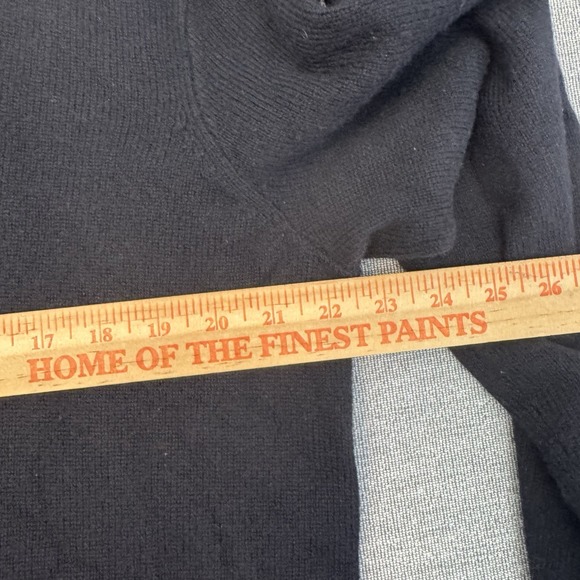 17 18 19 20 21 22 23 24 25 26
HOME OF THE FINEST PAINTS